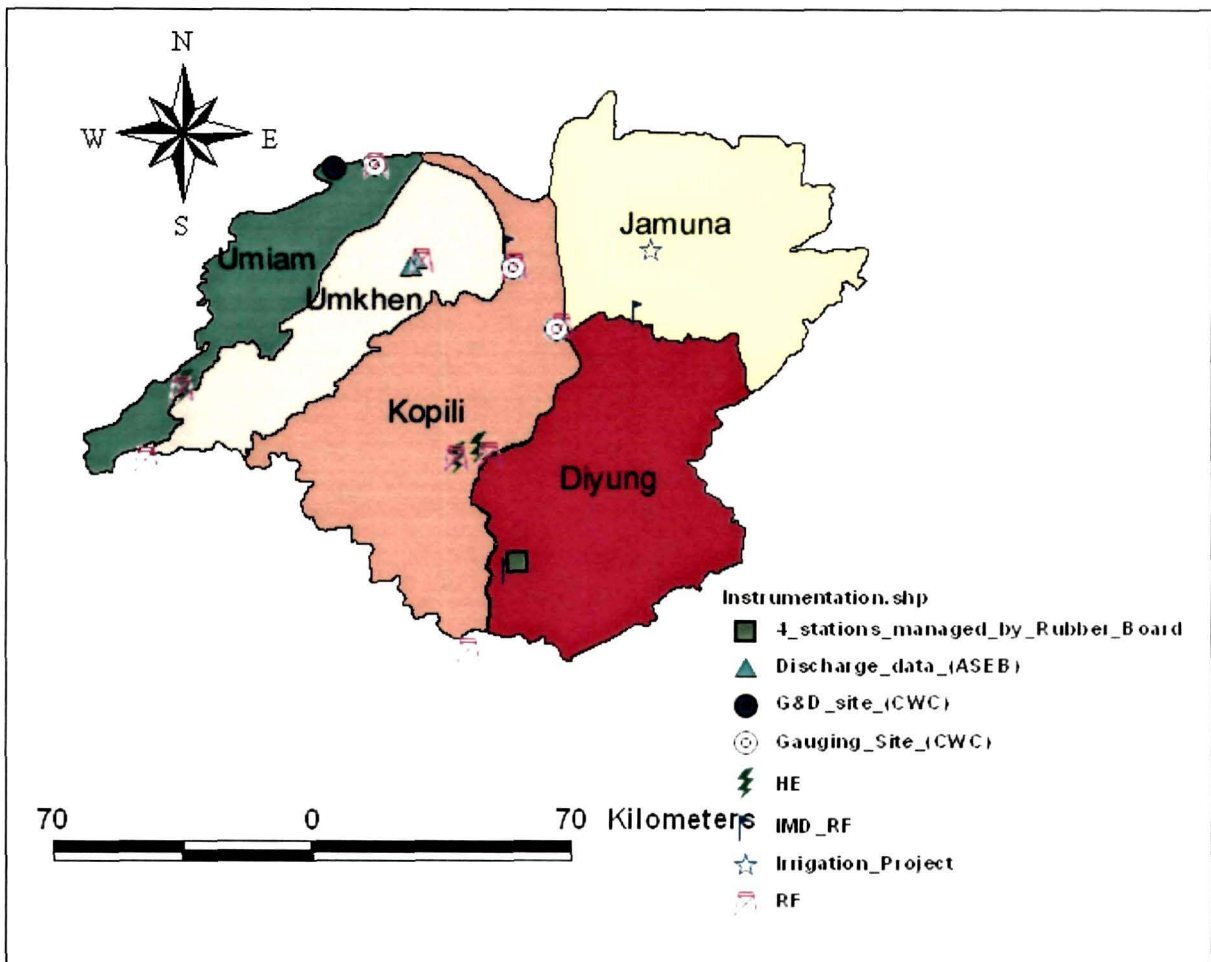 N
W E
S
Jamuna
Umiam
Umkhen
Kopili
Diyung
Instrumentation.shp
4_stations_managed_by_Rubber_Board
Discharge_data_(ASEB)
G&D_site_(CWC)
Gauging_Site_(CWC)
HE
70 0 70 Kilometers
IMD_RF
Irrigation_Project
RF